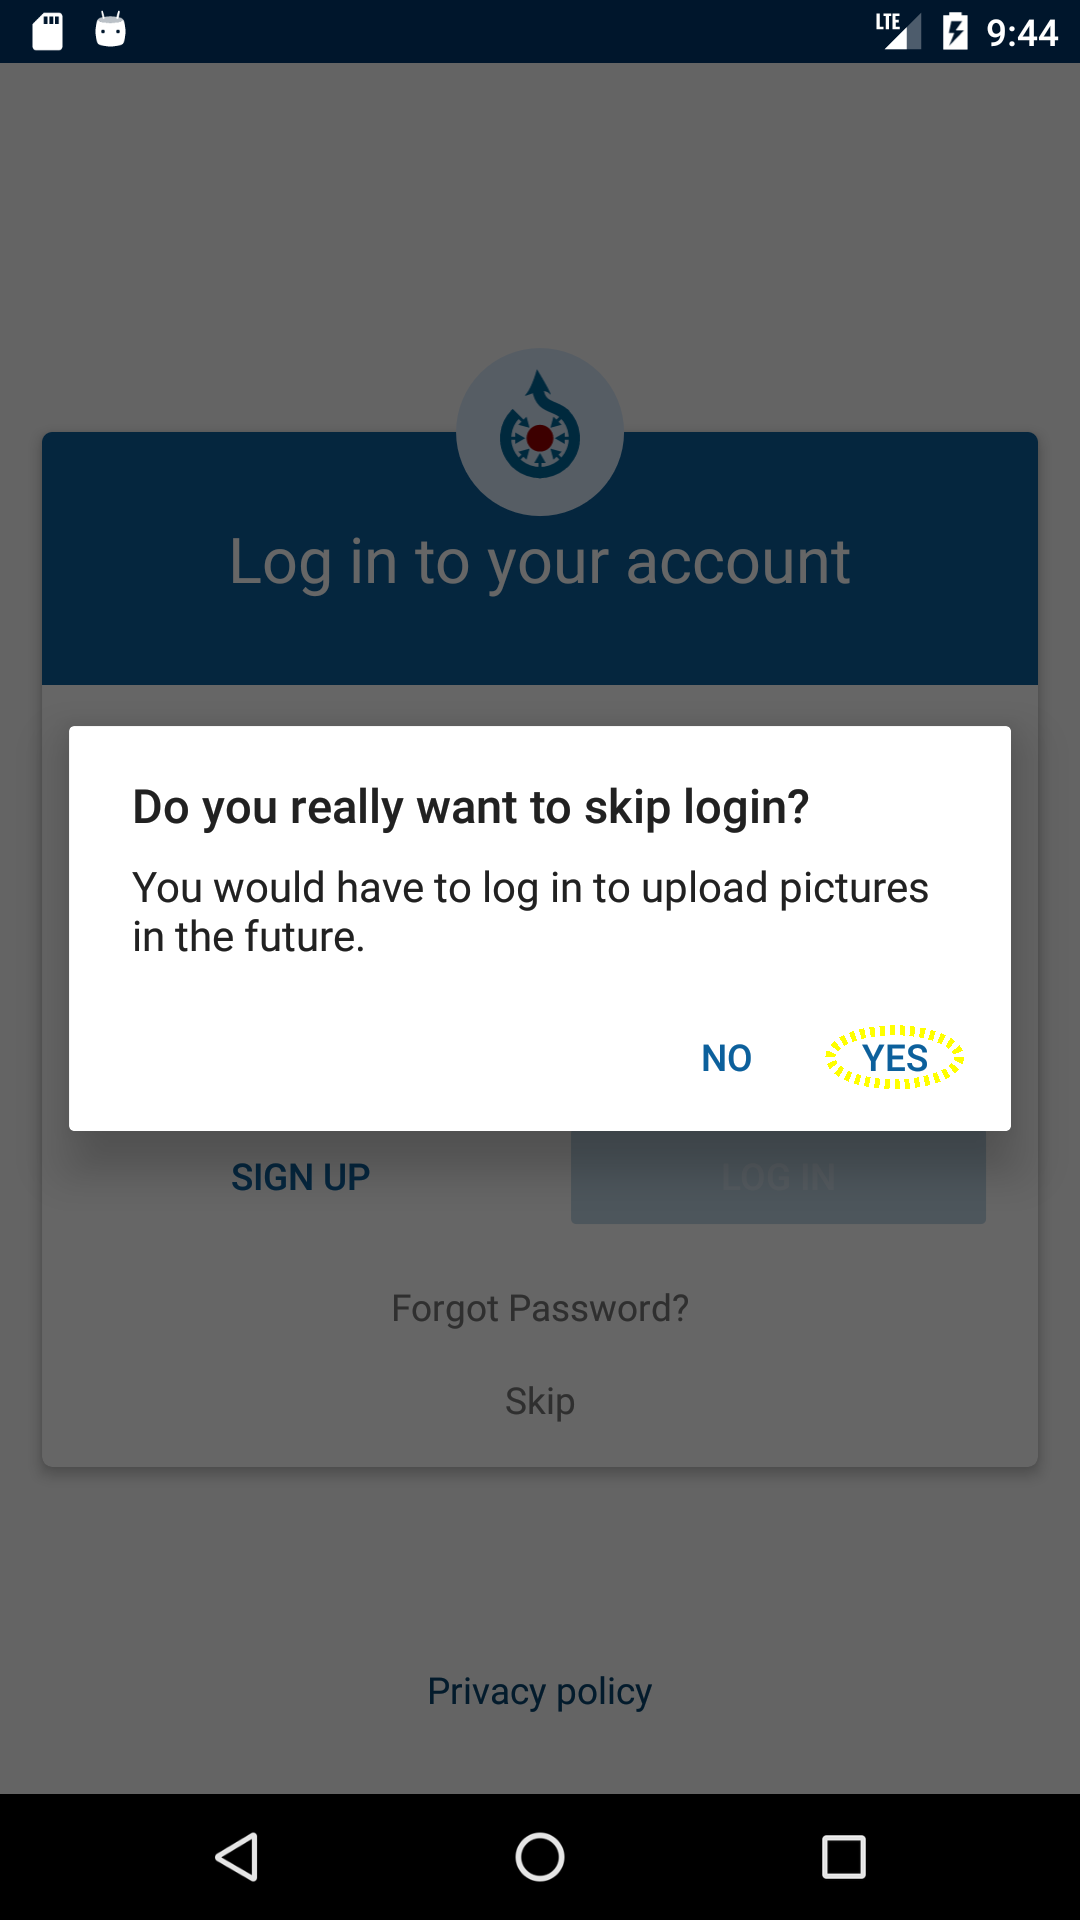 LTE 9:44
Log in to your account
Do you really want to skip login?
You would have to log in to upload pictures
in the future.
NO YES
SIGN UP LOG IN
Forgot Password?
Skip
Privacy policy